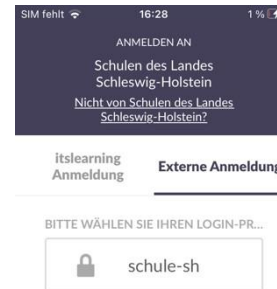 SIM fehlt 16:28 1 %
ANMELDEN AN
Schulen des Landes
Schleswig-Holstein
Nicht von Schulen des Landes
Schleswig-Holstein?
itslearning
Anmeldung
Externe Anmeldung
BITTE WÄHLEN SIE IHREN LOGIN-PR...
schule-sh